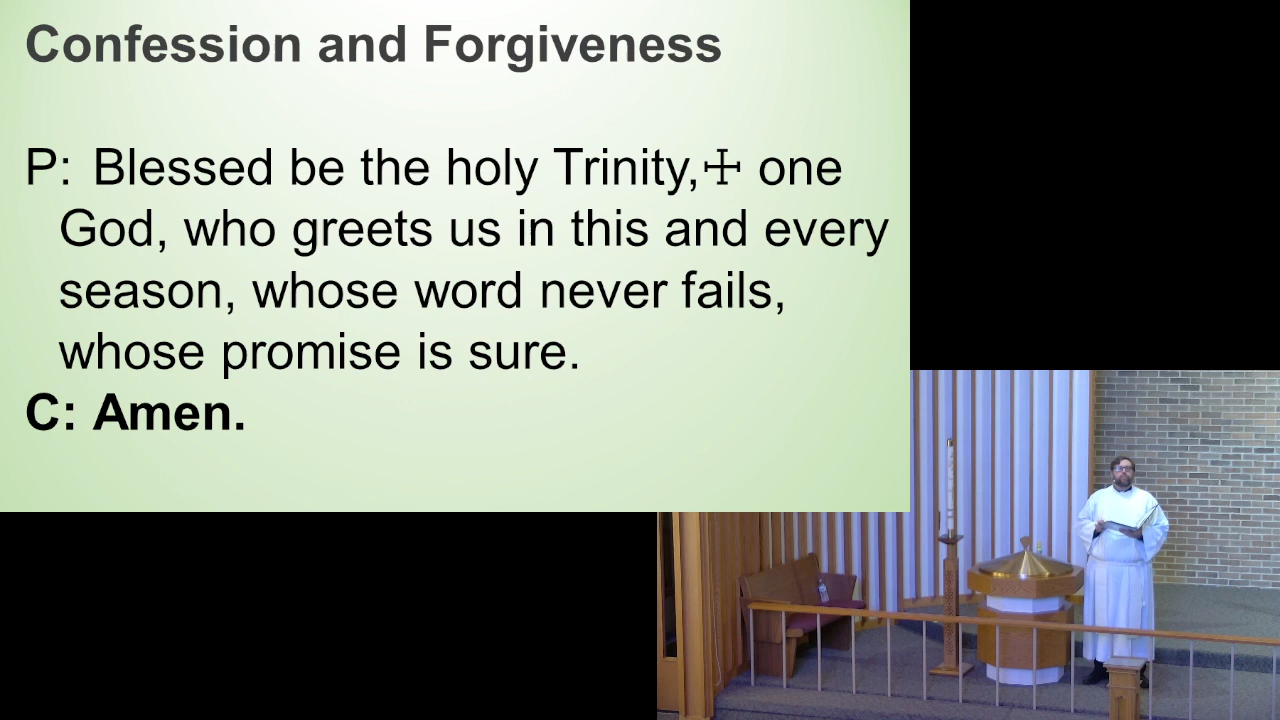 Confession and Forgiveness
P: Blessed be the holy Trinity,☩ one
God, who greets us in this and every
season, whose word never fails,
whose promise is sure.
C: Amen.